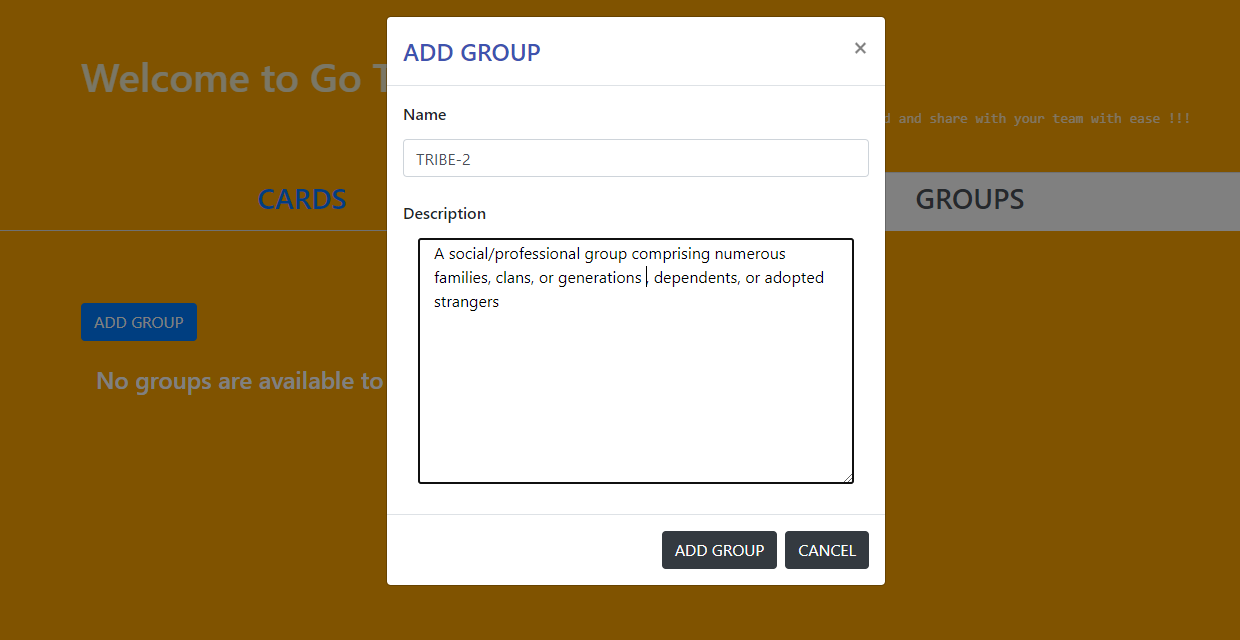 ADD GROUP
×
Welcome to Go
Name
and share with your team with ease !!!
TRIBE-2
CARDS
GROUPS
Description
A social/professional group comprising numerous
families, clans, or generations , dependents, or adopted
strangers
ADD GROUP
No groups are available to
ADD GROUP
CANCEL